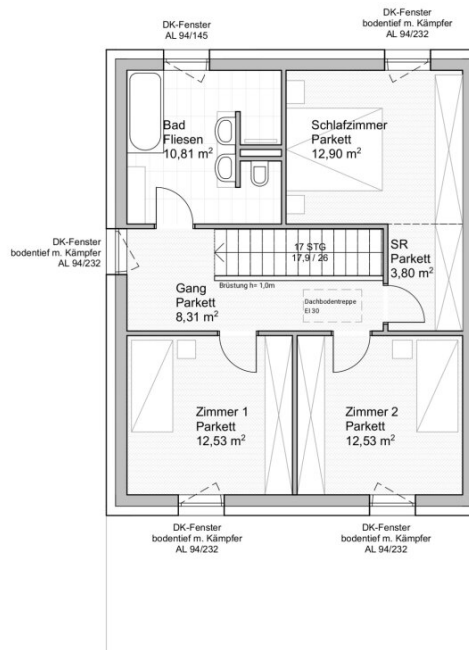 DK-Fenster
AL 94/145
DK-Fenster
bodentief m. Kämpfer
AL 94/232
Bad
Fliesen
10,81 m²
Schlafzimmer
Parkett
12,90 m²
DK-Fenster
bodentief m. Kämpfer
AL 94/232
17 STG
17,9 / 26
SR
Parkett
3,80 m²
Gang
Parkett
8,31 m²
Brüstung h= 1,0m
Dachbodentreppe
EI 30
Zimmer 1
Parkett
12,53 m²
Zimmer 2
Parkett
12,53 m²
DK-Fenster
bodentief m. Kämpfer
AL 94/232
DK-Fenster
bodentief m. Kämpfer
AL 94/232